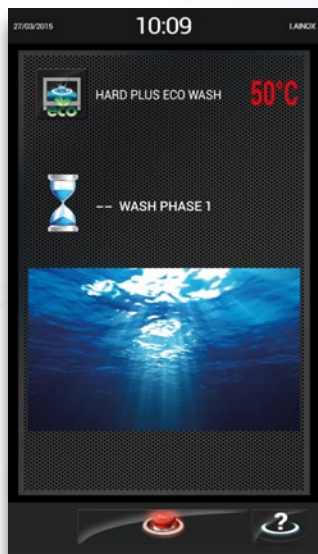 27/03/2015 10:09 LAINOX
HARD PLUS ECO WASH 50°C
eco
-- WASH PHASE 1
?